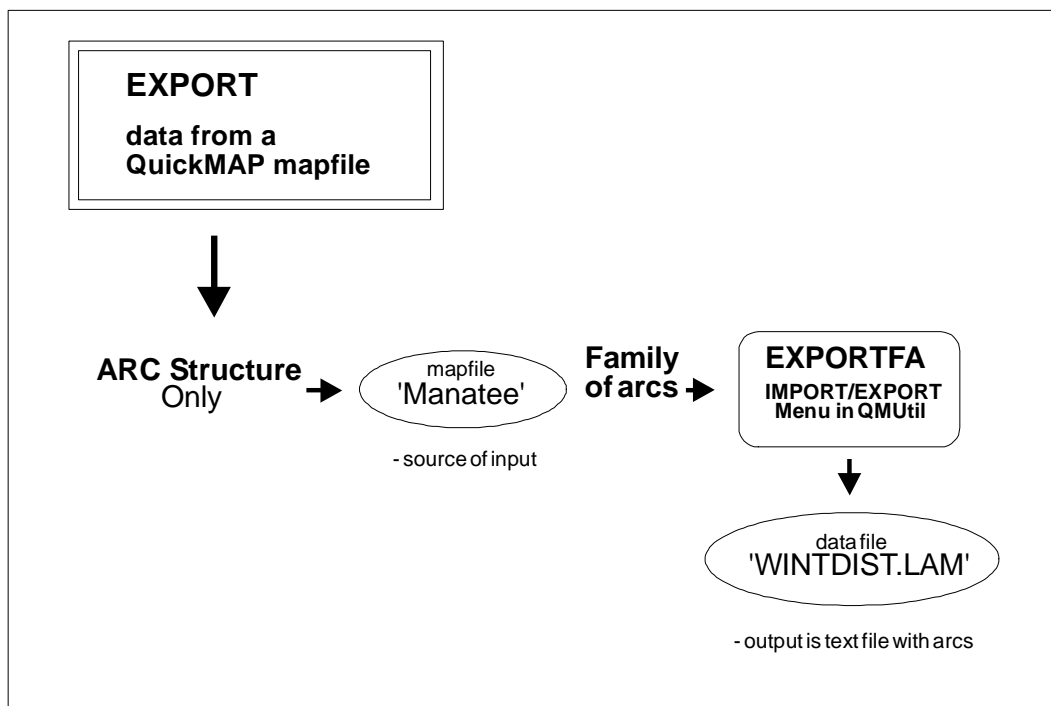 EXPORT
data from a
QuickMAP mapfile
ARC Structure
Only
mapfile
'Manatee'
- source of input
Family
of arcs
EXPORTFA
IMPORT/EXPORT
Menu in QMUtil
data file
'WINTDIST.LAM'
- output is text file with arcs